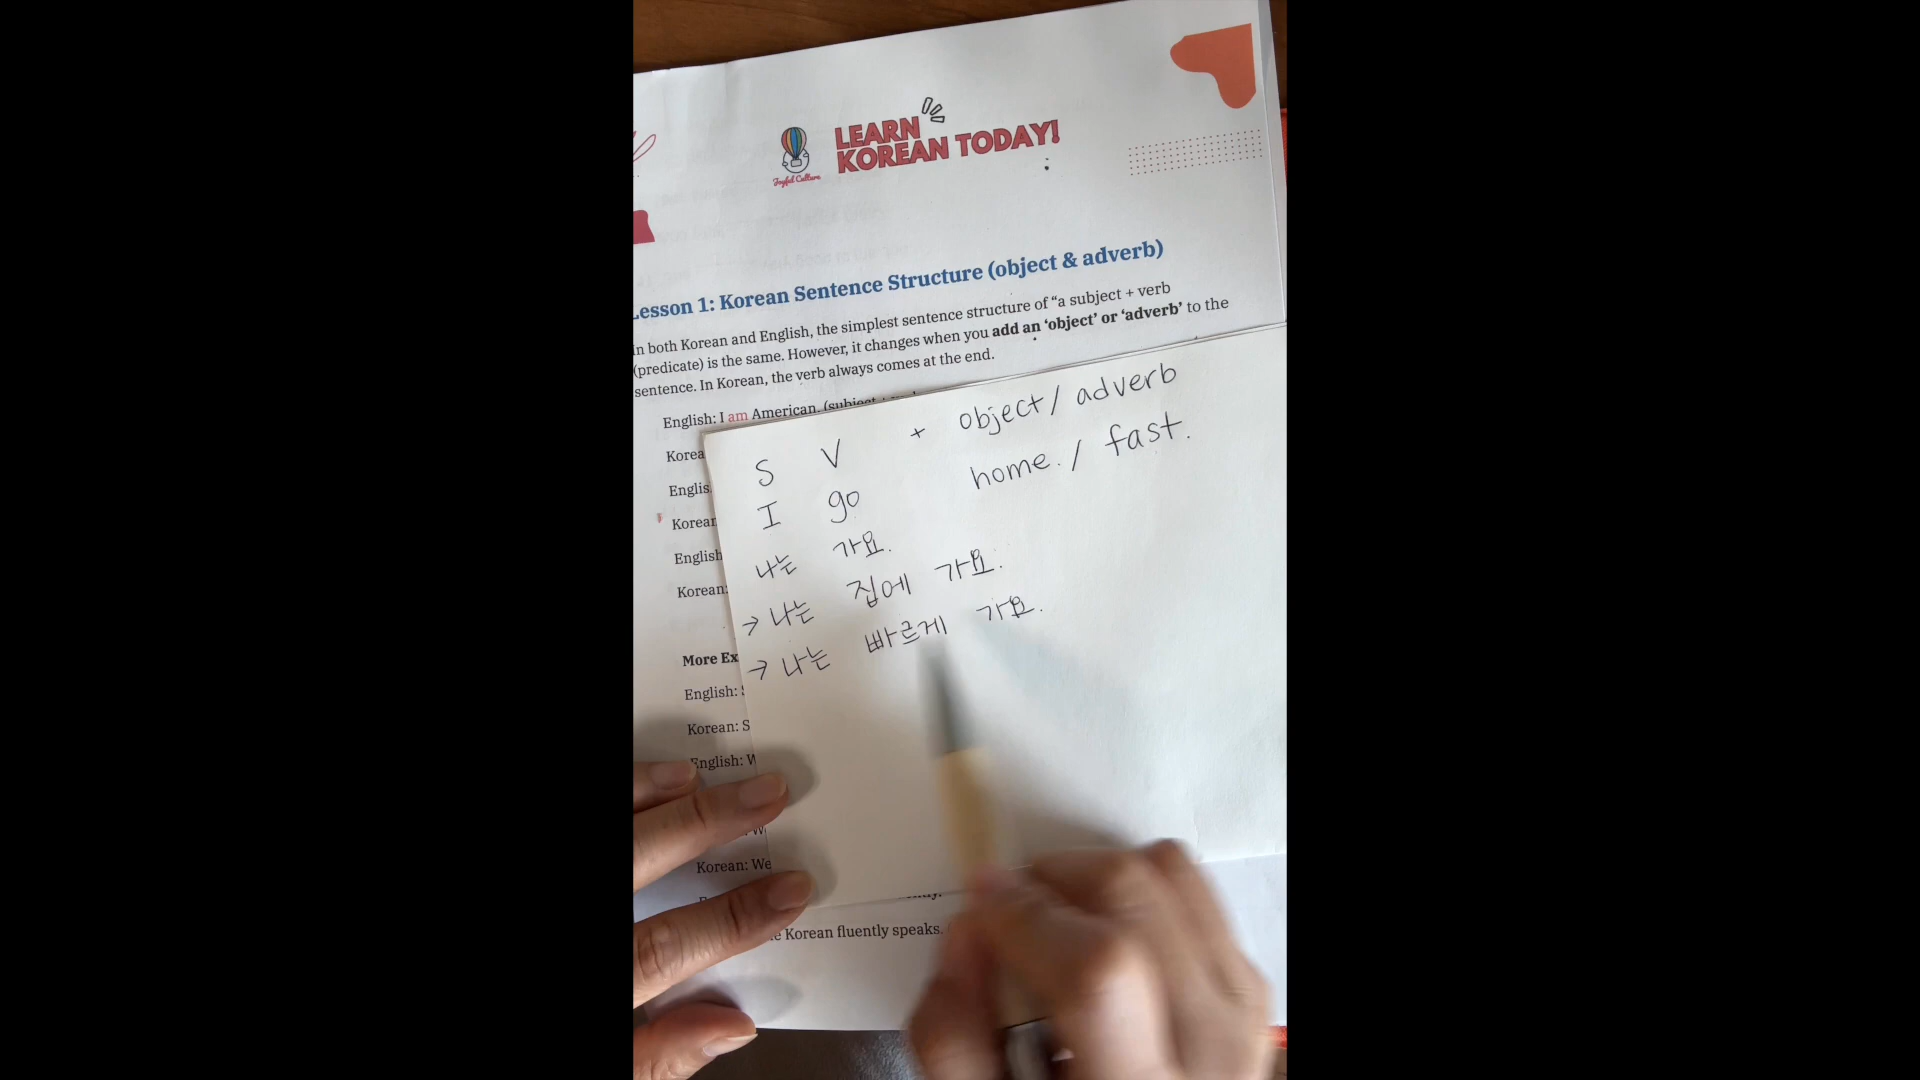 Joyful Culture
LEARN
KOREAN TODAY!
Lesson 1: Korean Sentence Structure (object & adverb)
In both Korean and English, the simplest sentence structure of “a subject + verb
(predicate) is the same. However, it changes when you add an ‘object’ or ‘adverb’ to the
sentence. In Korean, the verb always comes at the end.
English: I am American. (subject +
Korea
Englis
Korean
English
Korean:
More Ex
English:
Korean: S
English: W
Korean: We
Korean fluently speaks.
S V + object / adverb
I go home. / fast.
나는 가요.
→ 나는 집에 가요.
→ 나는 빠르게 가요.